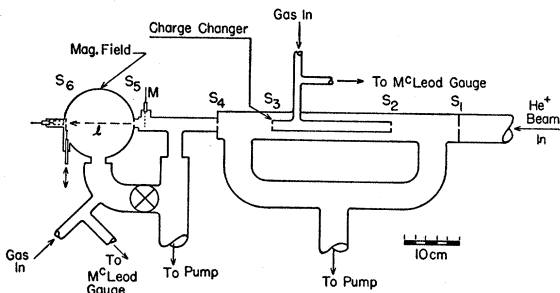 Gas In
Charge Changer
Mag. Field
To McLeod Gauge
S6
S5
M
S4
S3
S2
S1
He+
Beam
In
l
Gas
In
To
McLeod
Gauge
To Pump
To Pump
10cm